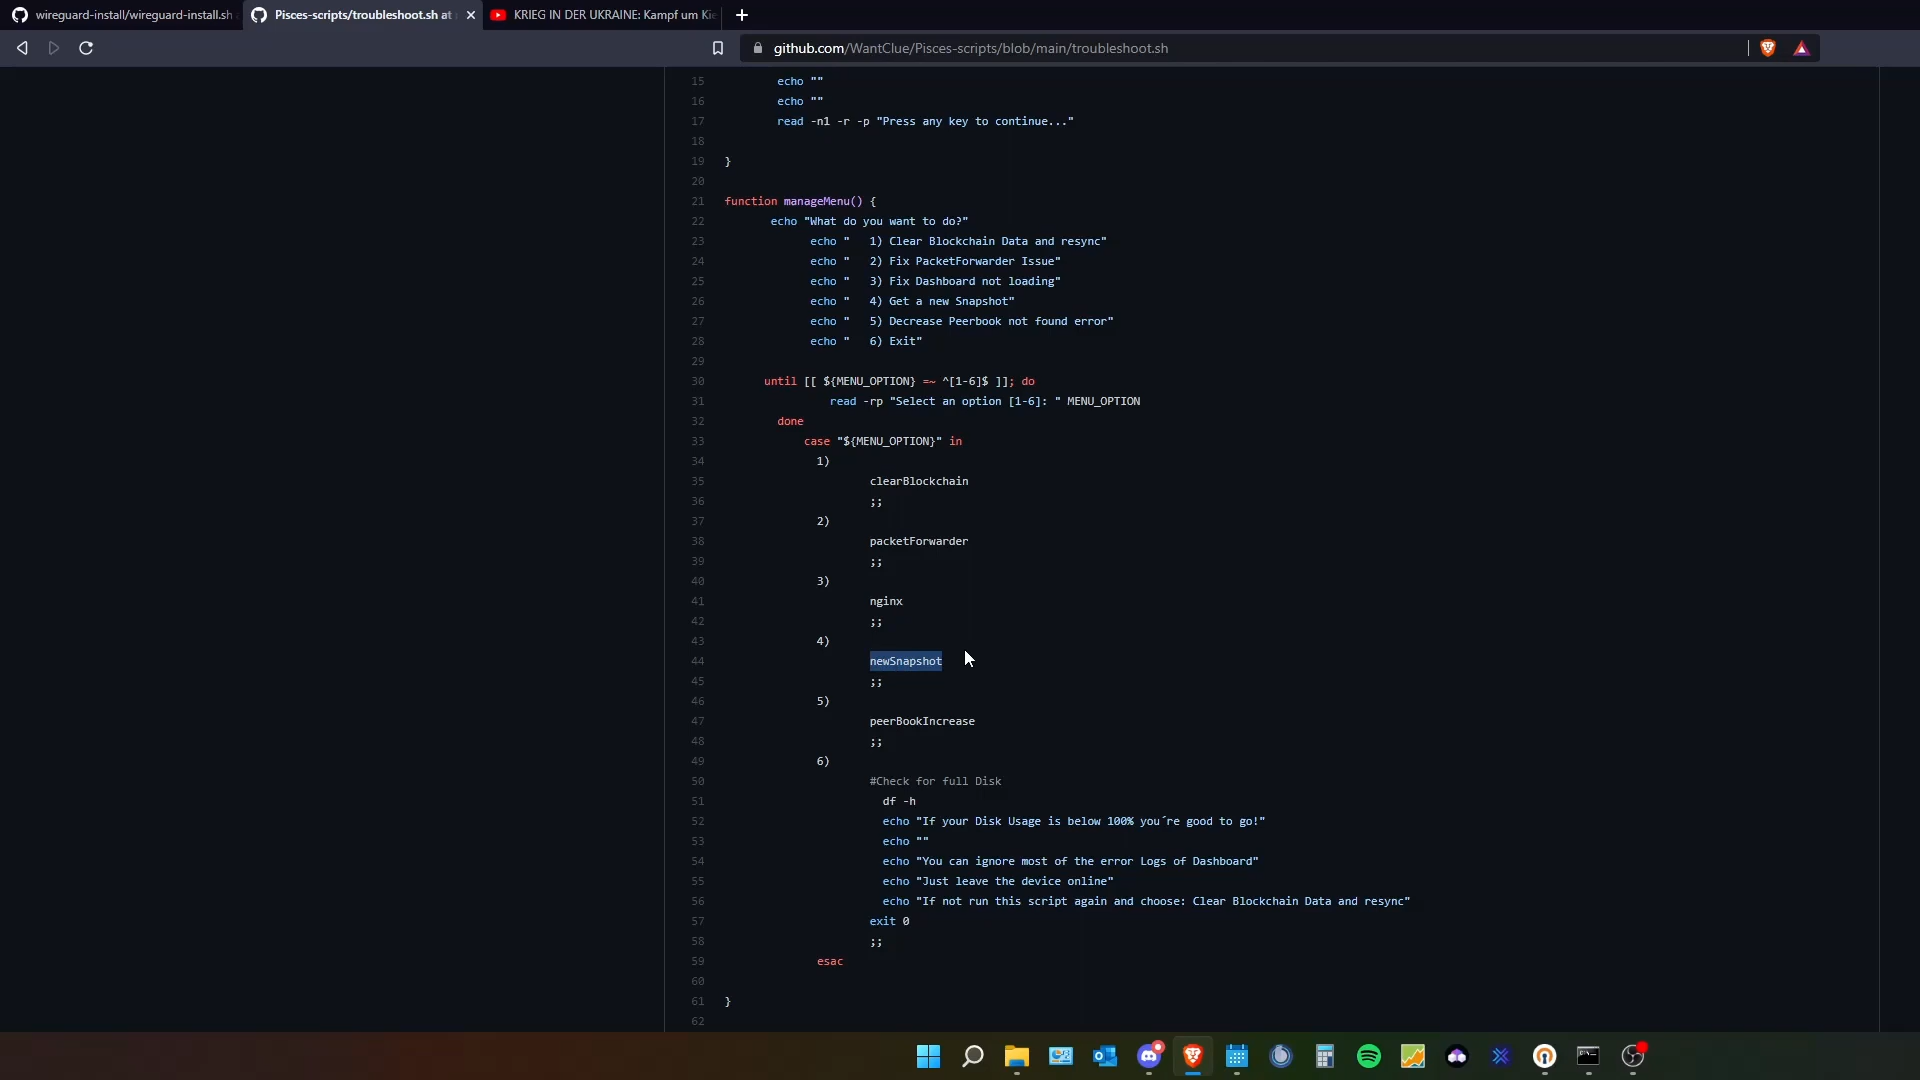 wireguard-install/wireguard-install.sh
Pisces-scripts/troubleshoot.sh at
KRIEG IN DER UKRAINE: Kampf um Kie
github.com/WantClue/Pisces-scripts/blob/main/troubleshoot.sh
15 echo ""
16 echo ""
17 read -n1 -r -p "Press any key to continue..."
18
19 }
20
21 function manageMenu() {
22 echo "What do you want to do?"
23 echo "   1) Clear Blockchain Data and resync"
24 echo "   2) Fix PacketForwarder Issue"
25 echo "   3) Fix Dashboard not loading"
26 echo "   4) Get a new Snapshot"
27 echo "   5) Decrease Peerbook not found error"
28 echo "   6) Exit"
29
30 until [[ ${MENU_OPTION} =~ ^[1-6]$ ]]; do
31 read -rp "Select an option [1-6]: " MENU_OPTION
32 done
33 case "${MENU_OPTION}" in
34 1)
35 clearBlockchain
36 ;;
37 2)
38 packetForwarder
39 ;;
40 3)
41 nginx
42 ;;
43 4)
44 newSnapshot
45 ;;
46 5)
47 peerBookIncrease
48 ;;
49 6)
50 #Check for full Disk
51 df -h
52 echo "If your Disk Usage is below 100% you´re good to go!"
53 echo ""
54 echo "You can ignore most of the error Logs of Dashboard"
55 echo "Just leave the device online"
56 echo "If not run this script again and choose: Clear Blockchain Data and resync"
57 exit 0
58 ;;
59 esac
60
61 }
62